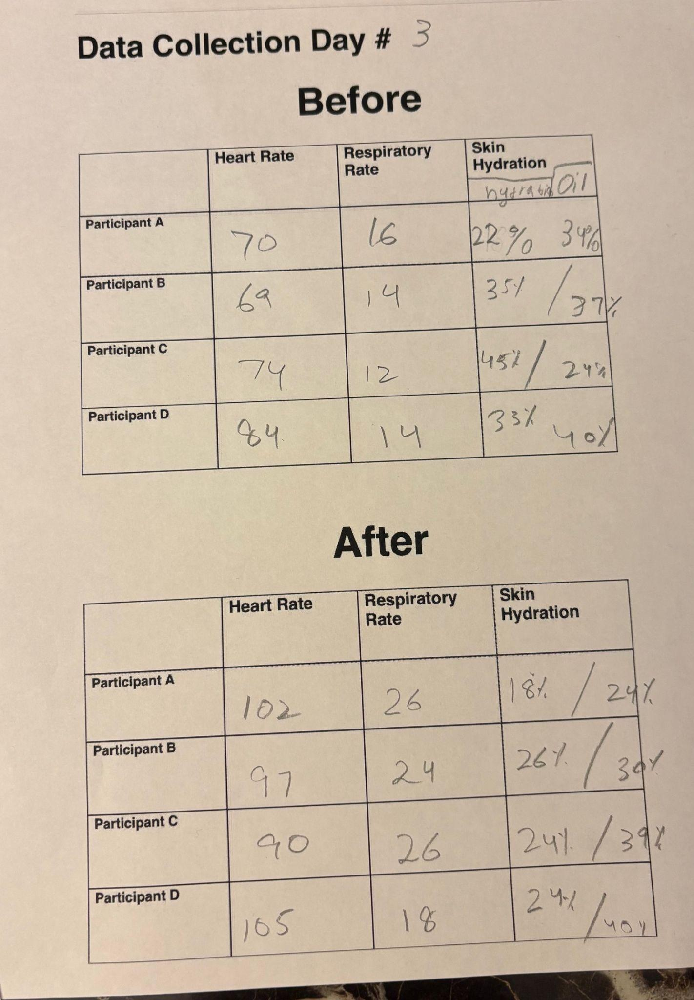 Data Collection Day # 3
Before
Heart Rate Respiratory Rate Skin Hydration
hydration Oil
Participant A 70 16 22% 34%
Participant B 69 14 35% / 37%
Participant C 74 12 45% / 24%
Participant D 84 14 33% 40%
After
Heart Rate Respiratory Rate Skin Hydration
Participant A 102 26 18% / 24%
Participant B 97 24 26% / 30%
Participant C 90 26 24% / 39%
Participant D 105 18 24% / 40%